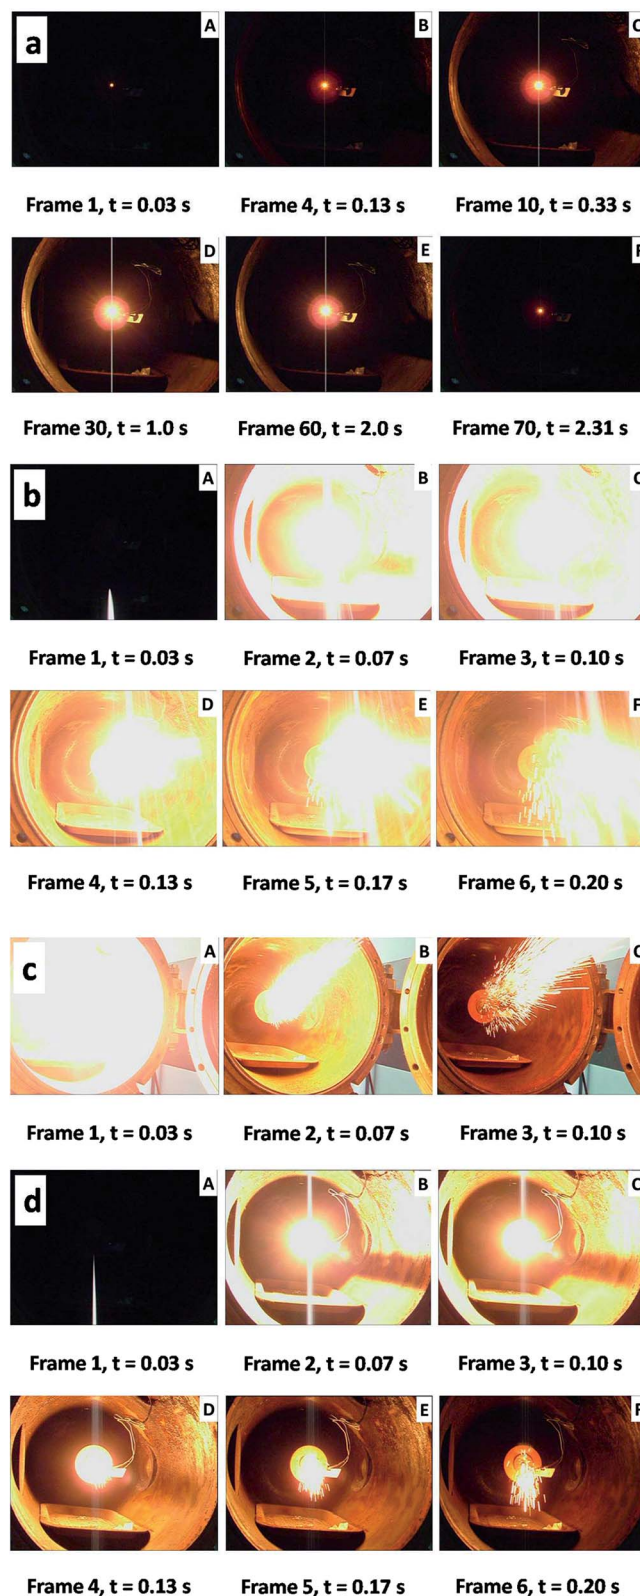 a
A
B
C
Frame 1, t = 0.03 s
Frame 4, t = 0.13 s
Frame 10, t = 0.33 s
D
E
F
Frame 30, t = 1.0 s
Frame 60, t = 2.0 s
Frame 70, t = 2.31 s
b
A
B
C
Frame 1, t = 0.03 s
Frame 2, t = 0.07 s
Frame 3, t = 0.10 s
D
E
F
Frame 4, t = 0.13 s
Frame 5, t = 0.17 s
Frame 6, t = 0.20 s
c
A
B
C
Frame 1, t = 0.03 s
Frame 2, t = 0.07 s
Frame 3, t = 0.10 s
d
A
B
C
Frame 1, t = 0.03 s
Frame 2, t = 0.07 s
Frame 3, t = 0.10 s
D
E
F
Frame 4, t = 0.13 s
Frame 5, t = 0.17 s
Frame 6, t = 0.20 s